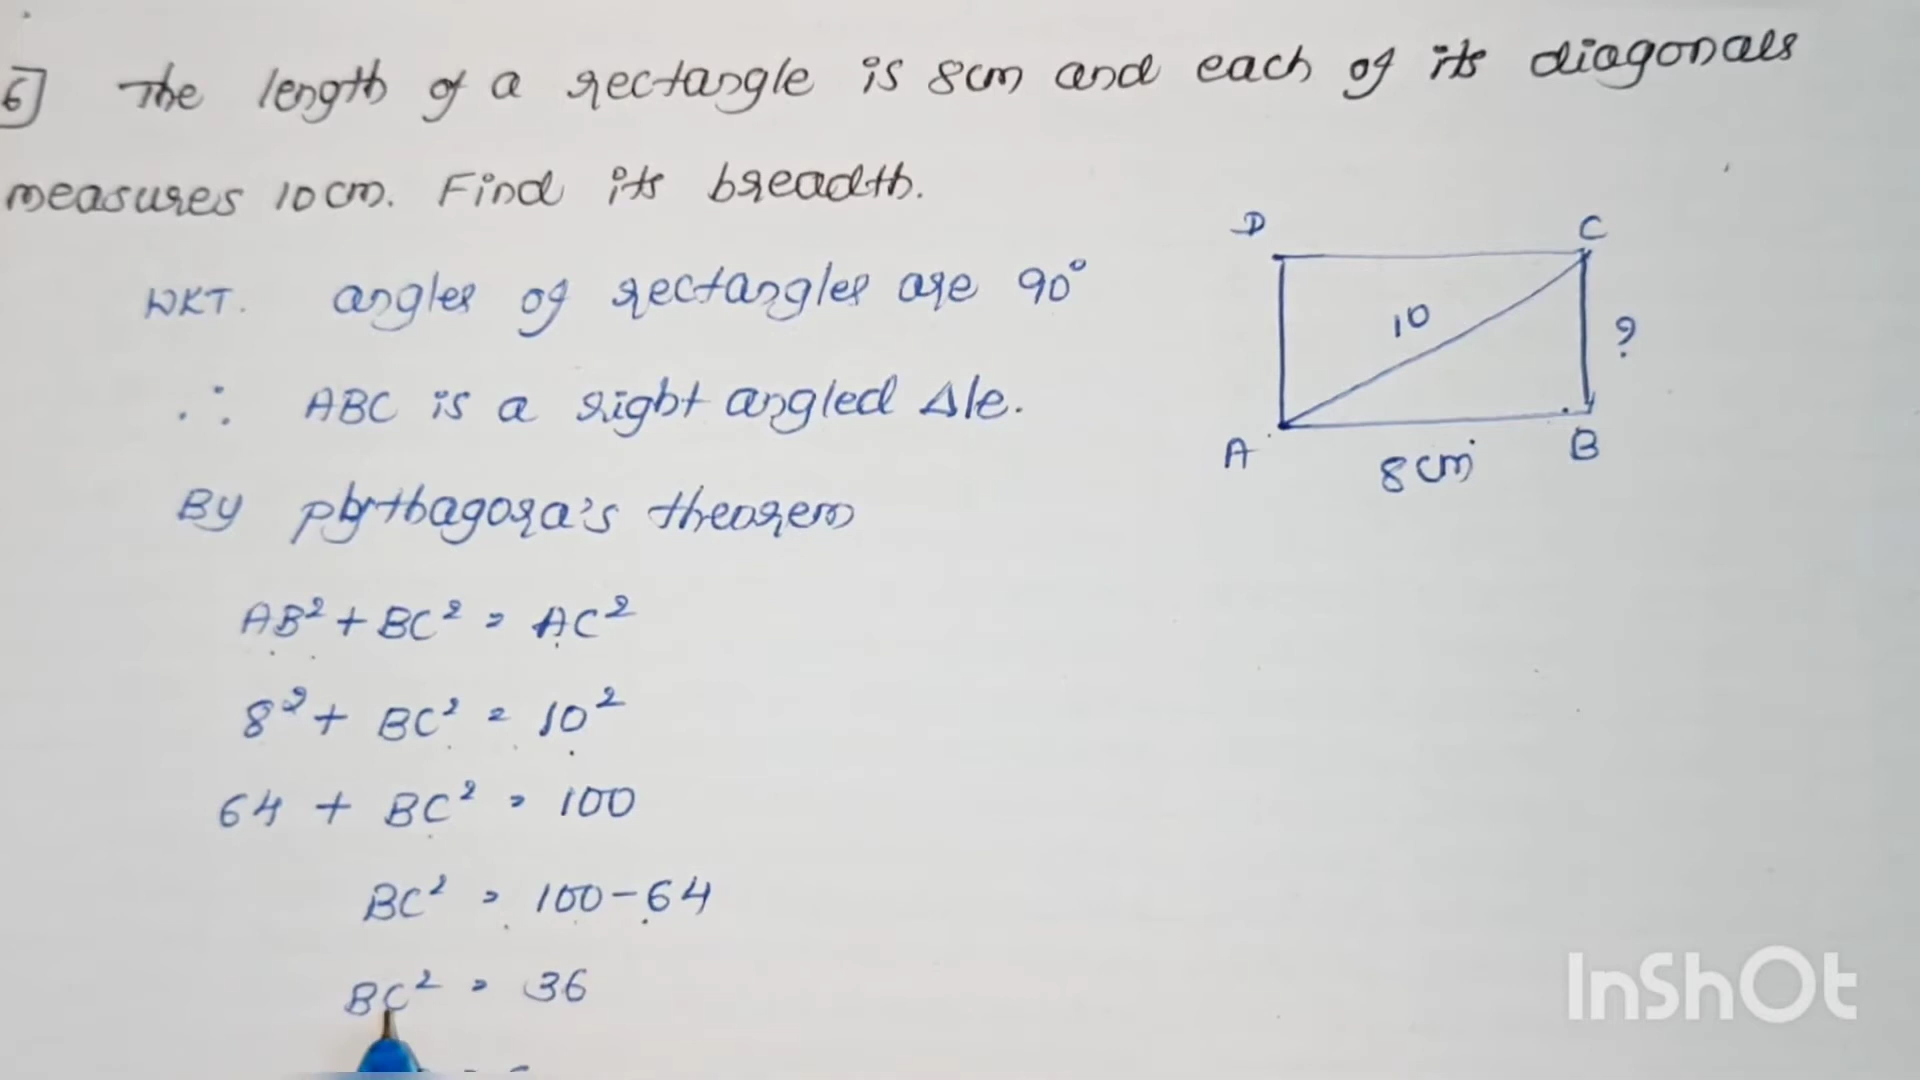 6] The length of a rectangle is 8cm and each of its diagonals
measures 10cm. Find its breadth.
WKT. angles of rectangles are 90°
∴ ABC is a right angled Δle.
By pythagora's theorem
AB² + BC² = AC²
8² + BC² = 10²
64 + BC² = 100
BC² = 100-64
BC² = 36
D C
10 ?
A B
8cm
InShOt